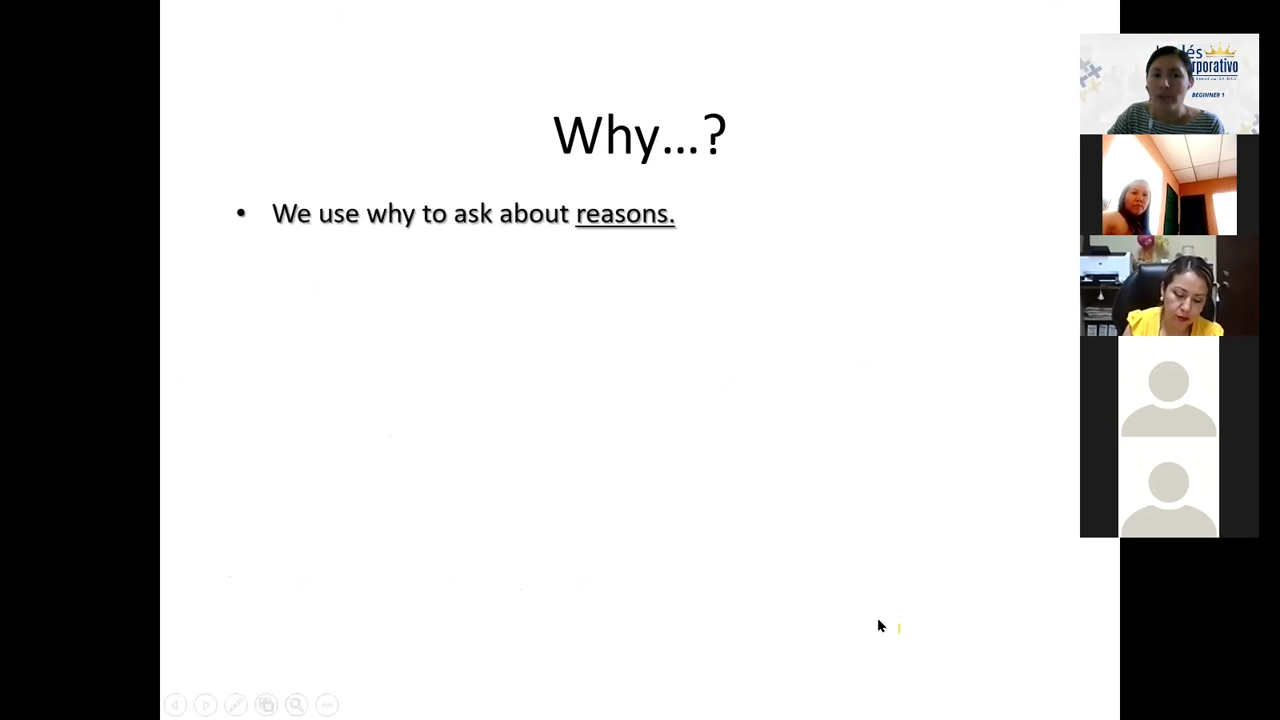 Why...?
• We use why to ask about reasons.
BEGINNER 1